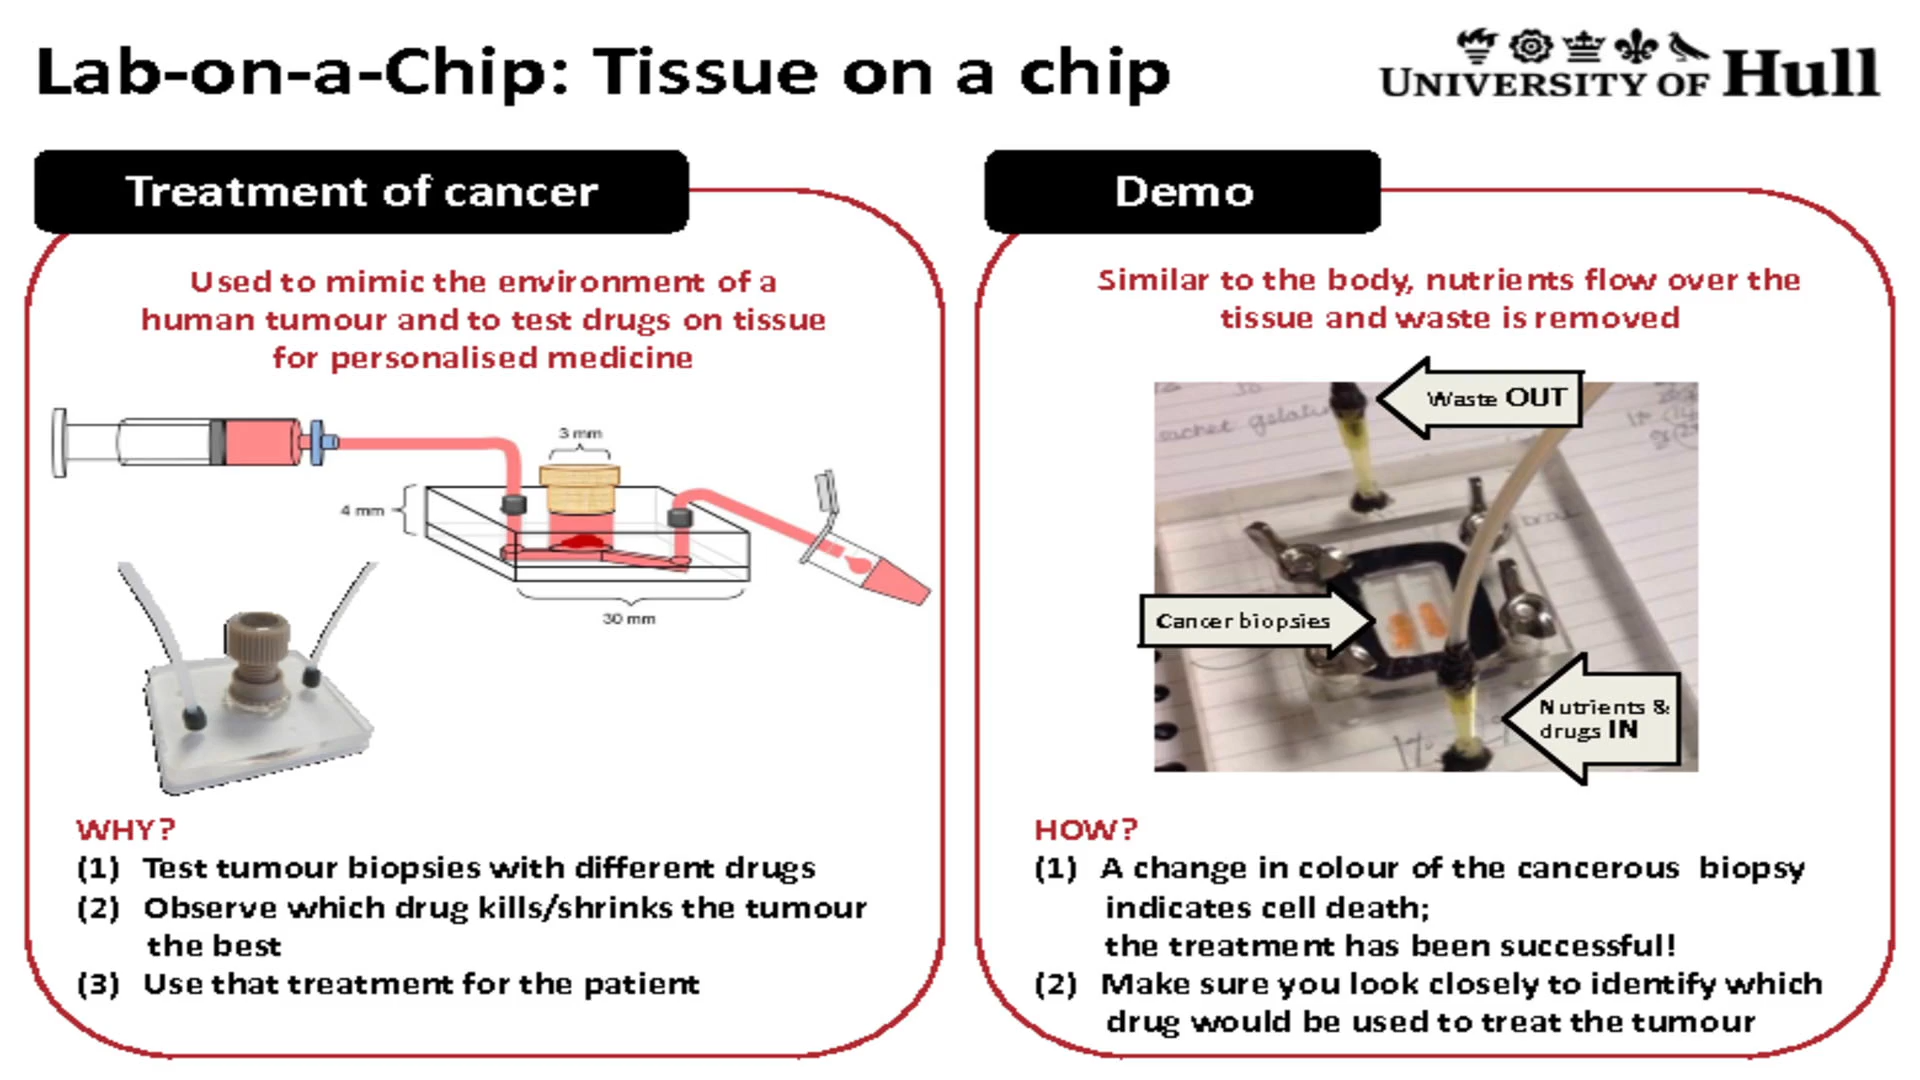 Lab-on-a-Chip: Tissue on a chip
UNIVERSITY OF Hull
Treatment of cancer
Used to mimic the environment of a
human tumour and to test drugs on tissue
for personalised medicine
3 mm
4 mm
30 mm
WHY?
(1) Test tumour biopsies with different drugs
(2) Observe which drug kills/shrinks the tumour
the best
(3) Use that treatment for the patient
Demo
Similar to the body, nutrients flow over the
tissue and waste is removed
Waste OUT
sachet gelatin
Cancer biopsies
Nutrients &
drugs IN
1%
HOW?
(1) A change in colour of the cancerous biopsy
indicates cell death;
the treatment has been successful!
(2) Make sure you look closely to identify which
drug would be used to treat the tumour